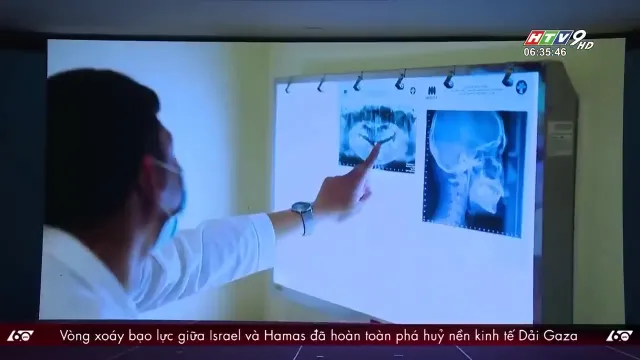 HTV9 HD
06:35:46
Vòng xoáy bạo lực giữa Israel và Hamas đã hoàn toàn phá huỷ nền kinh tế Dải Gaza